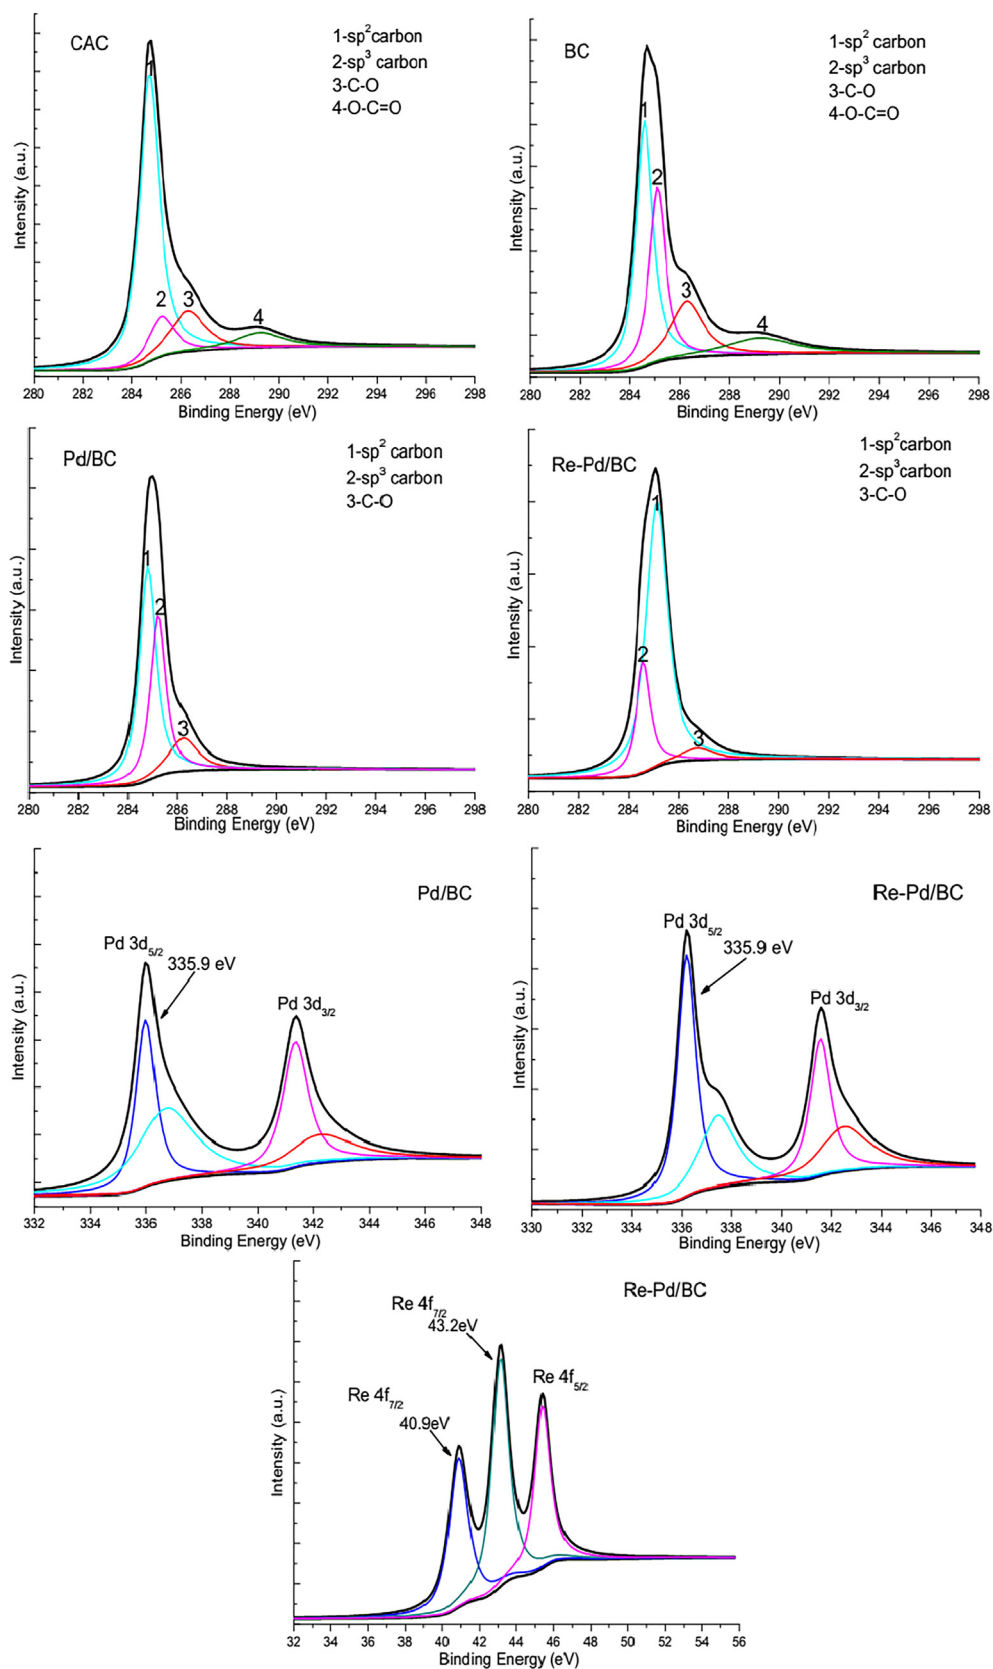 CAC
1-sp²carbon
2-sp³ carbon
3-C-O
4-O-C=O
1
2
3
4
Intensity (a.u.)
280 282 284 286 288 290 292 294 296 298
Binding Energy (eV)
BC
1-sp² carbon
2-sp³ carbon
3-C-O
4-O-C=O
1
2
3
4
Intensity (a.u.)
280 282 284 286 288 290 292 294 296 298
Binding Energy (eV)
Pd/BC
1-sp² carbon
2-sp³ carbon
3-C-O
1
2
3
Intensity (a.u.)
280 282 284 286 288 290 292 294 296 298
Binding Energy (eV)
Re-Pd/BC
1-sp²carbon
2-sp³carbon
3-C-O
1
2
3
Intensity (a.u.)
280 282 284 286 288 290 292 294 296 298
Binding Energy (eV)
Pd/BC
Pd 3d5/2
335.9 eV
Pd 3d3/2
Intensity (a.u.)
332 334 336 338 340 342 344 346 348
Binding Energy (eV)
Re-Pd/BC
Pd 3d5/2
335.9 eV
Pd 3d3/2
Intensity (a.u.)
330 332 334 336 338 340 342 344 346 348
Binding Energy (eV)
Re-Pd/BC
Re 4f7/2
43.2eV
Re 4f5/2
Re 4f7/2
40.9eV
Intensity (a.u.)
32 34 36 38 40 42 44 46 48 50 52 54 56
Binding Energy (eV)